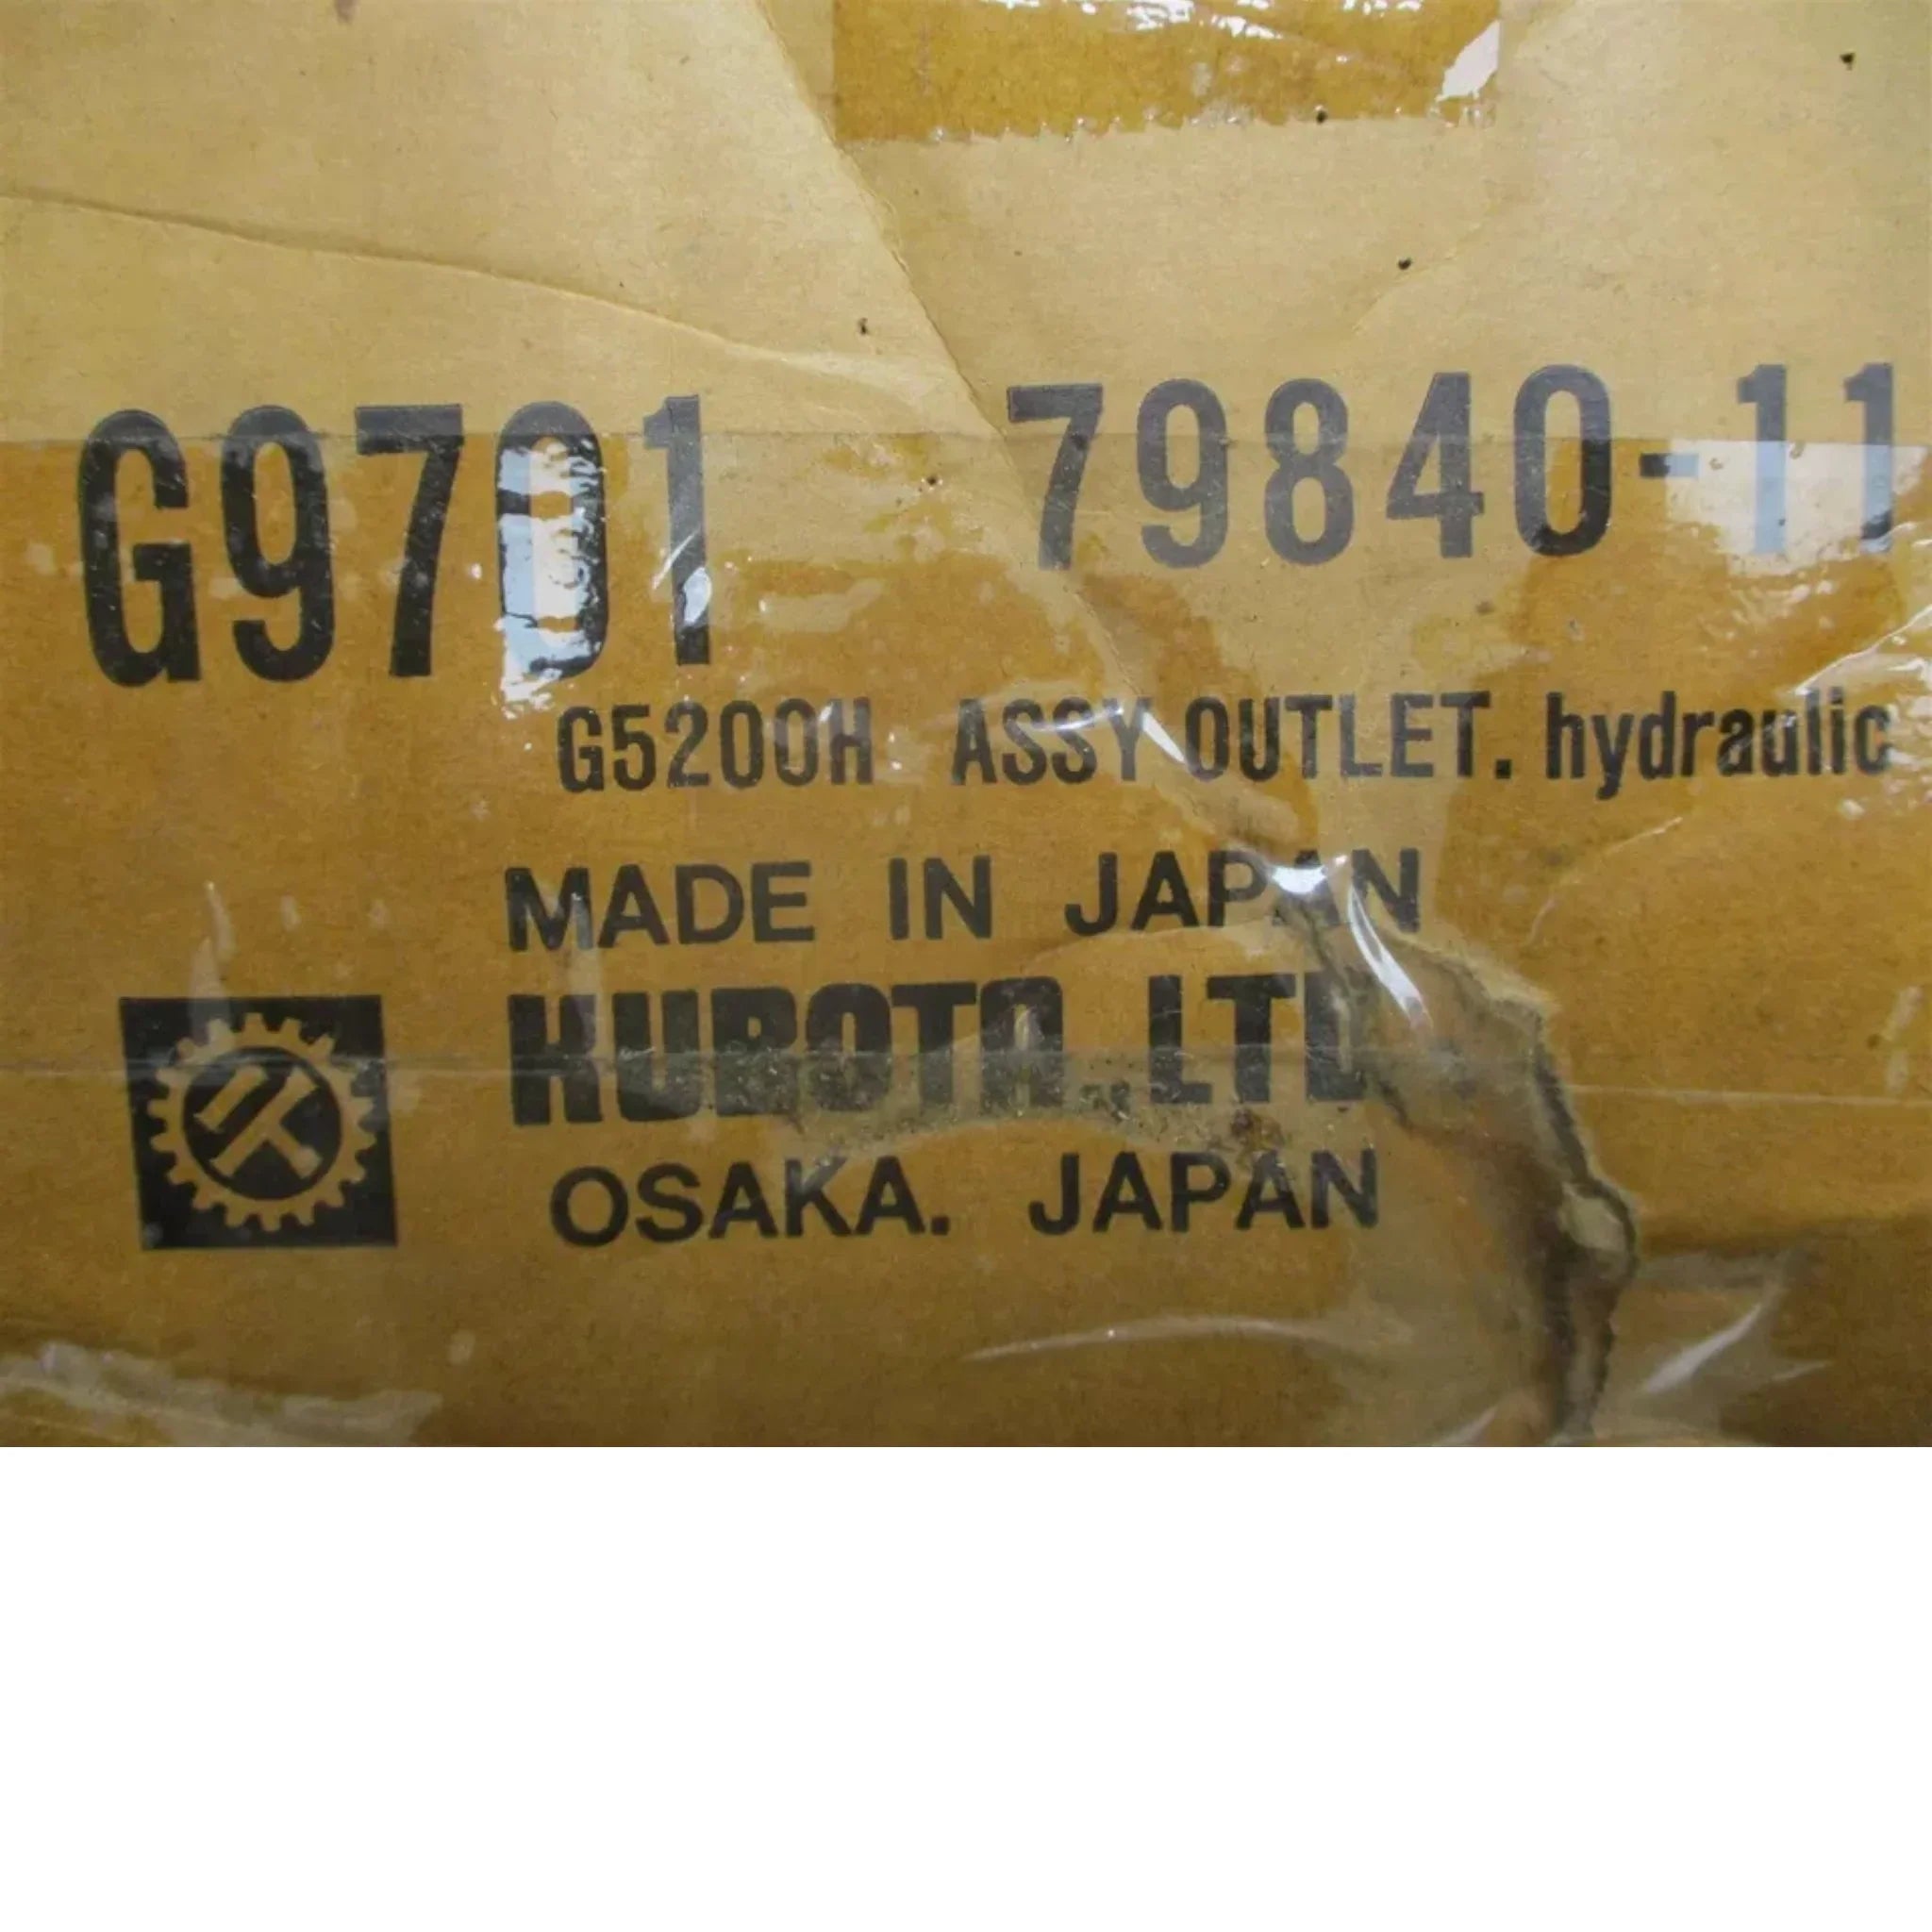 G9701 79840-11
G5200H ASSY OUTLET. hydraulic
MADE IN JAPAN
KUBOTA.,LTD
OSAKA. JAPAN